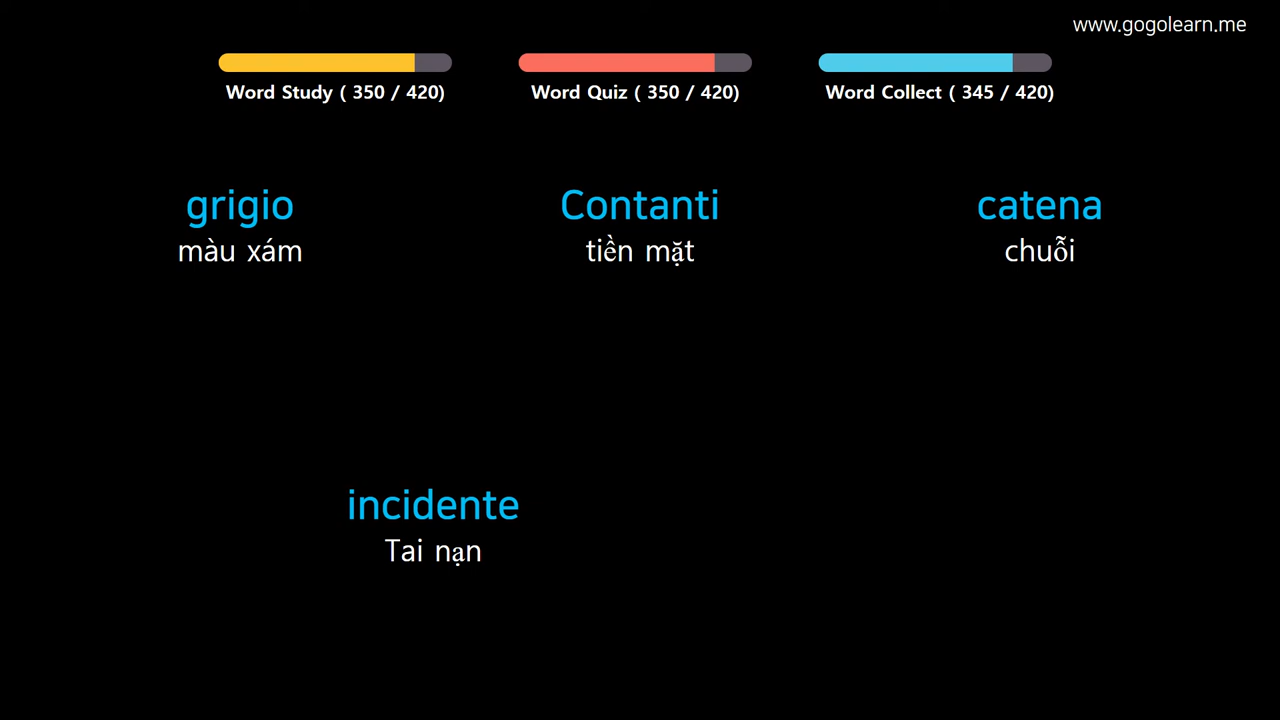 www.gogolearn.me
Word Study ( 350 / 420)
Word Quiz ( 350 / 420)
Word Collect ( 345 / 420)
grigio
màu xám
Contanti
tiền mặt
catena
chuỗi
incidente
Tai nạn